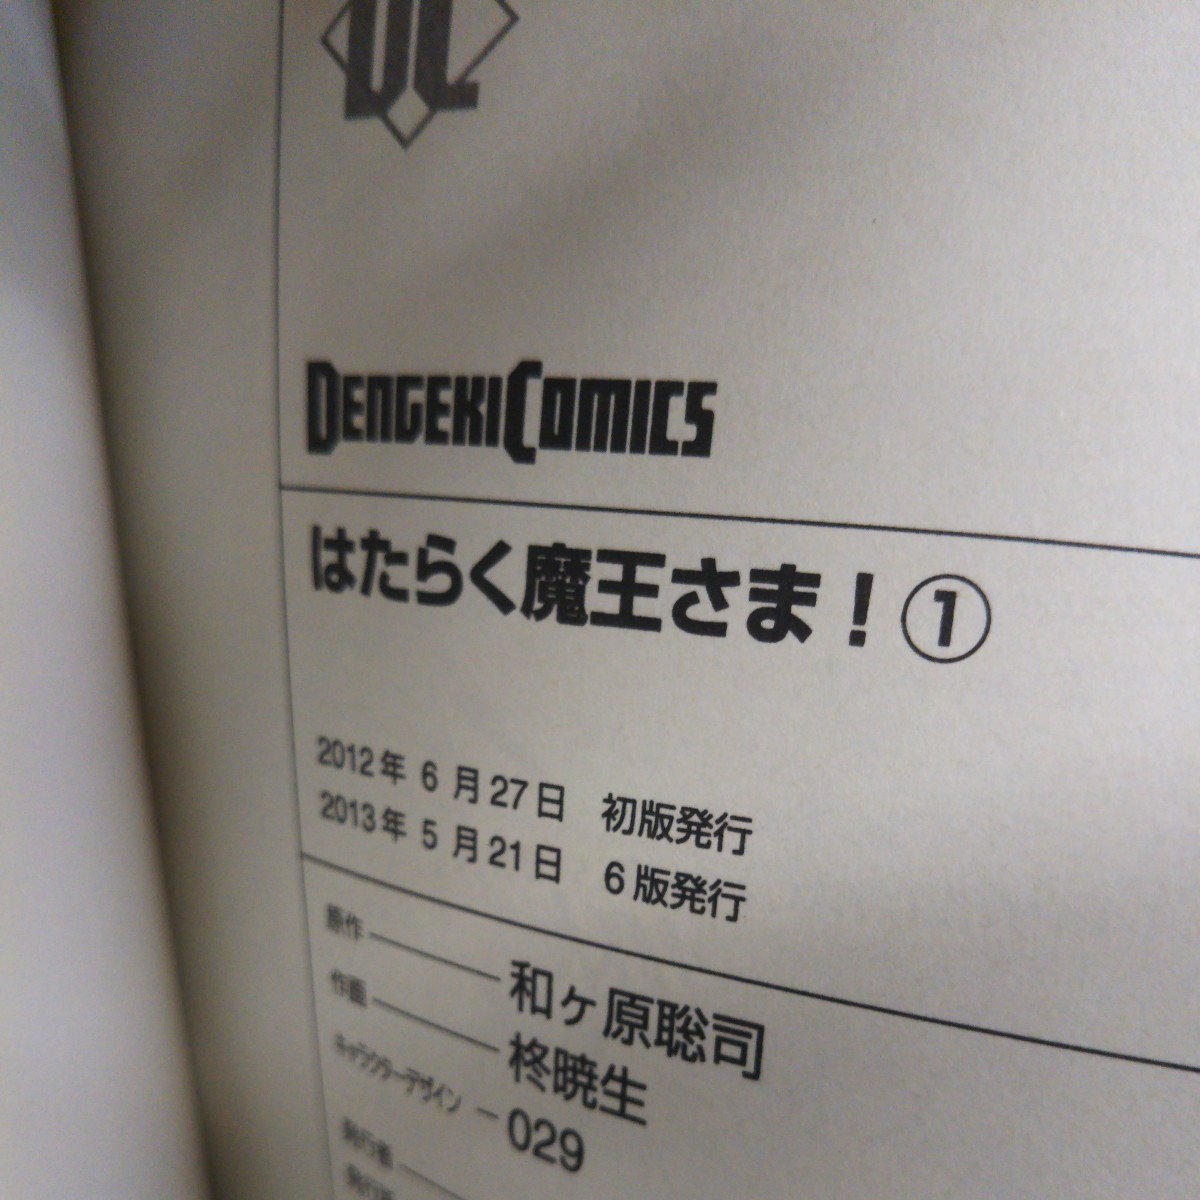 DC
DENGEKI COMICS
はたらく魔王さま！①
2012年 6 月27日 初版発行
2013年 5 月21日 6 版発行
原作 ── 和ヶ原聡司
作画 ── 柊暁生
キャラクターデザイン ─ 029
発行者 ─